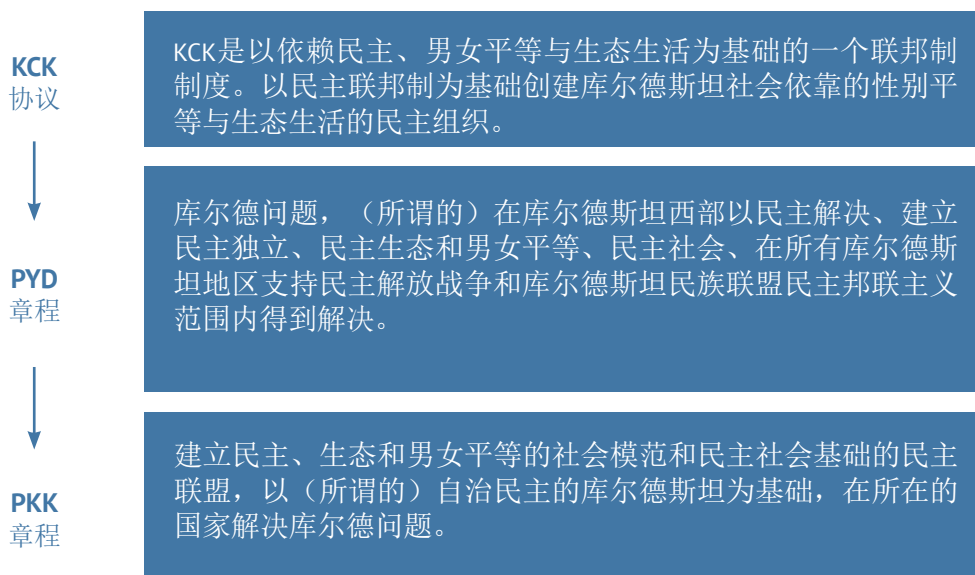 KCK
协议
KCK是以依赖民主、男女平等与生态生活为基础的一个联邦制
制度。以民主联邦制为基础创建库尔德斯坦社会依靠的性别平
等与生态生活的民主组织。
PYD
章程
库尔德问题，（所谓的）在库尔德斯坦西部以民主解决、建立
民主独立、民主生态和男女平等、民主社会、在所有库尔德斯
坦地区支持民主解放战争和库尔德斯坦民族联盟民主邦联主义
范围内得到解决。
PKK
章程
建立民主、生态和男女平等的社会模范和民主社会基础的民主
联盟，以（所谓的）自治民主的库尔德斯坦为基础，在所在的
国家解决库尔德问题。